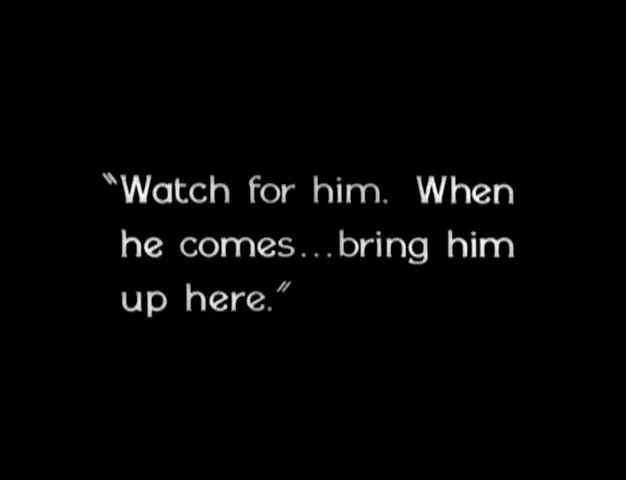 "Watch for him. When
he comes...bring him
up here."